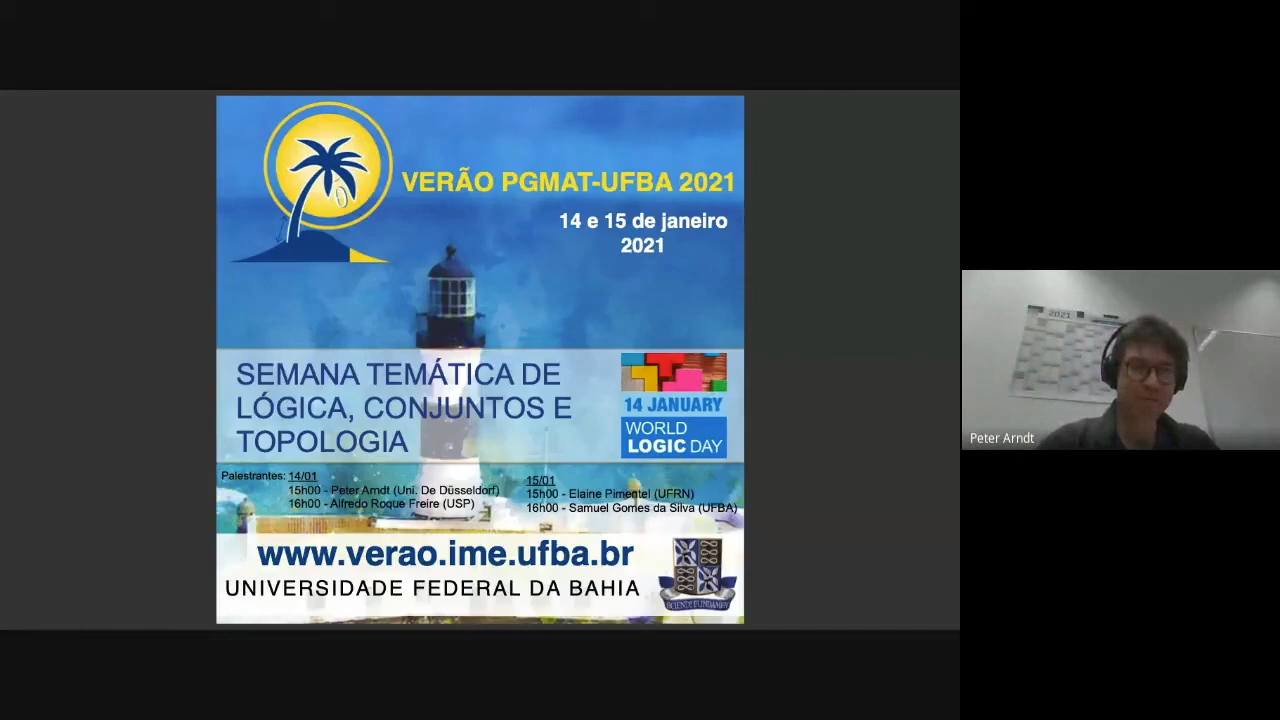 VERÃO PGMAT-UFBA 2021
14 e 15 de janeiro
2021
SEMANA TEMÁTICA DE
LÓGICA, CONJUNTOS E
TOPOLOGIA
14 JANUARY
WORLD
LOGIC DAY
Palestrantes: 14/01
15h00 - Peter Arndt (Uni. De Düsseldorf)
16h00 - Alfredo Roque Freire (USP)
15/01
15h00 - Elaine Pimentel (UFRN)
16h00 - Samuel Gomes da Silva (UFBA)
www.verao.ime.ufba.br
UNIVERSIDADE FEDERAL DA BAHIA
2021
Peter Arndt